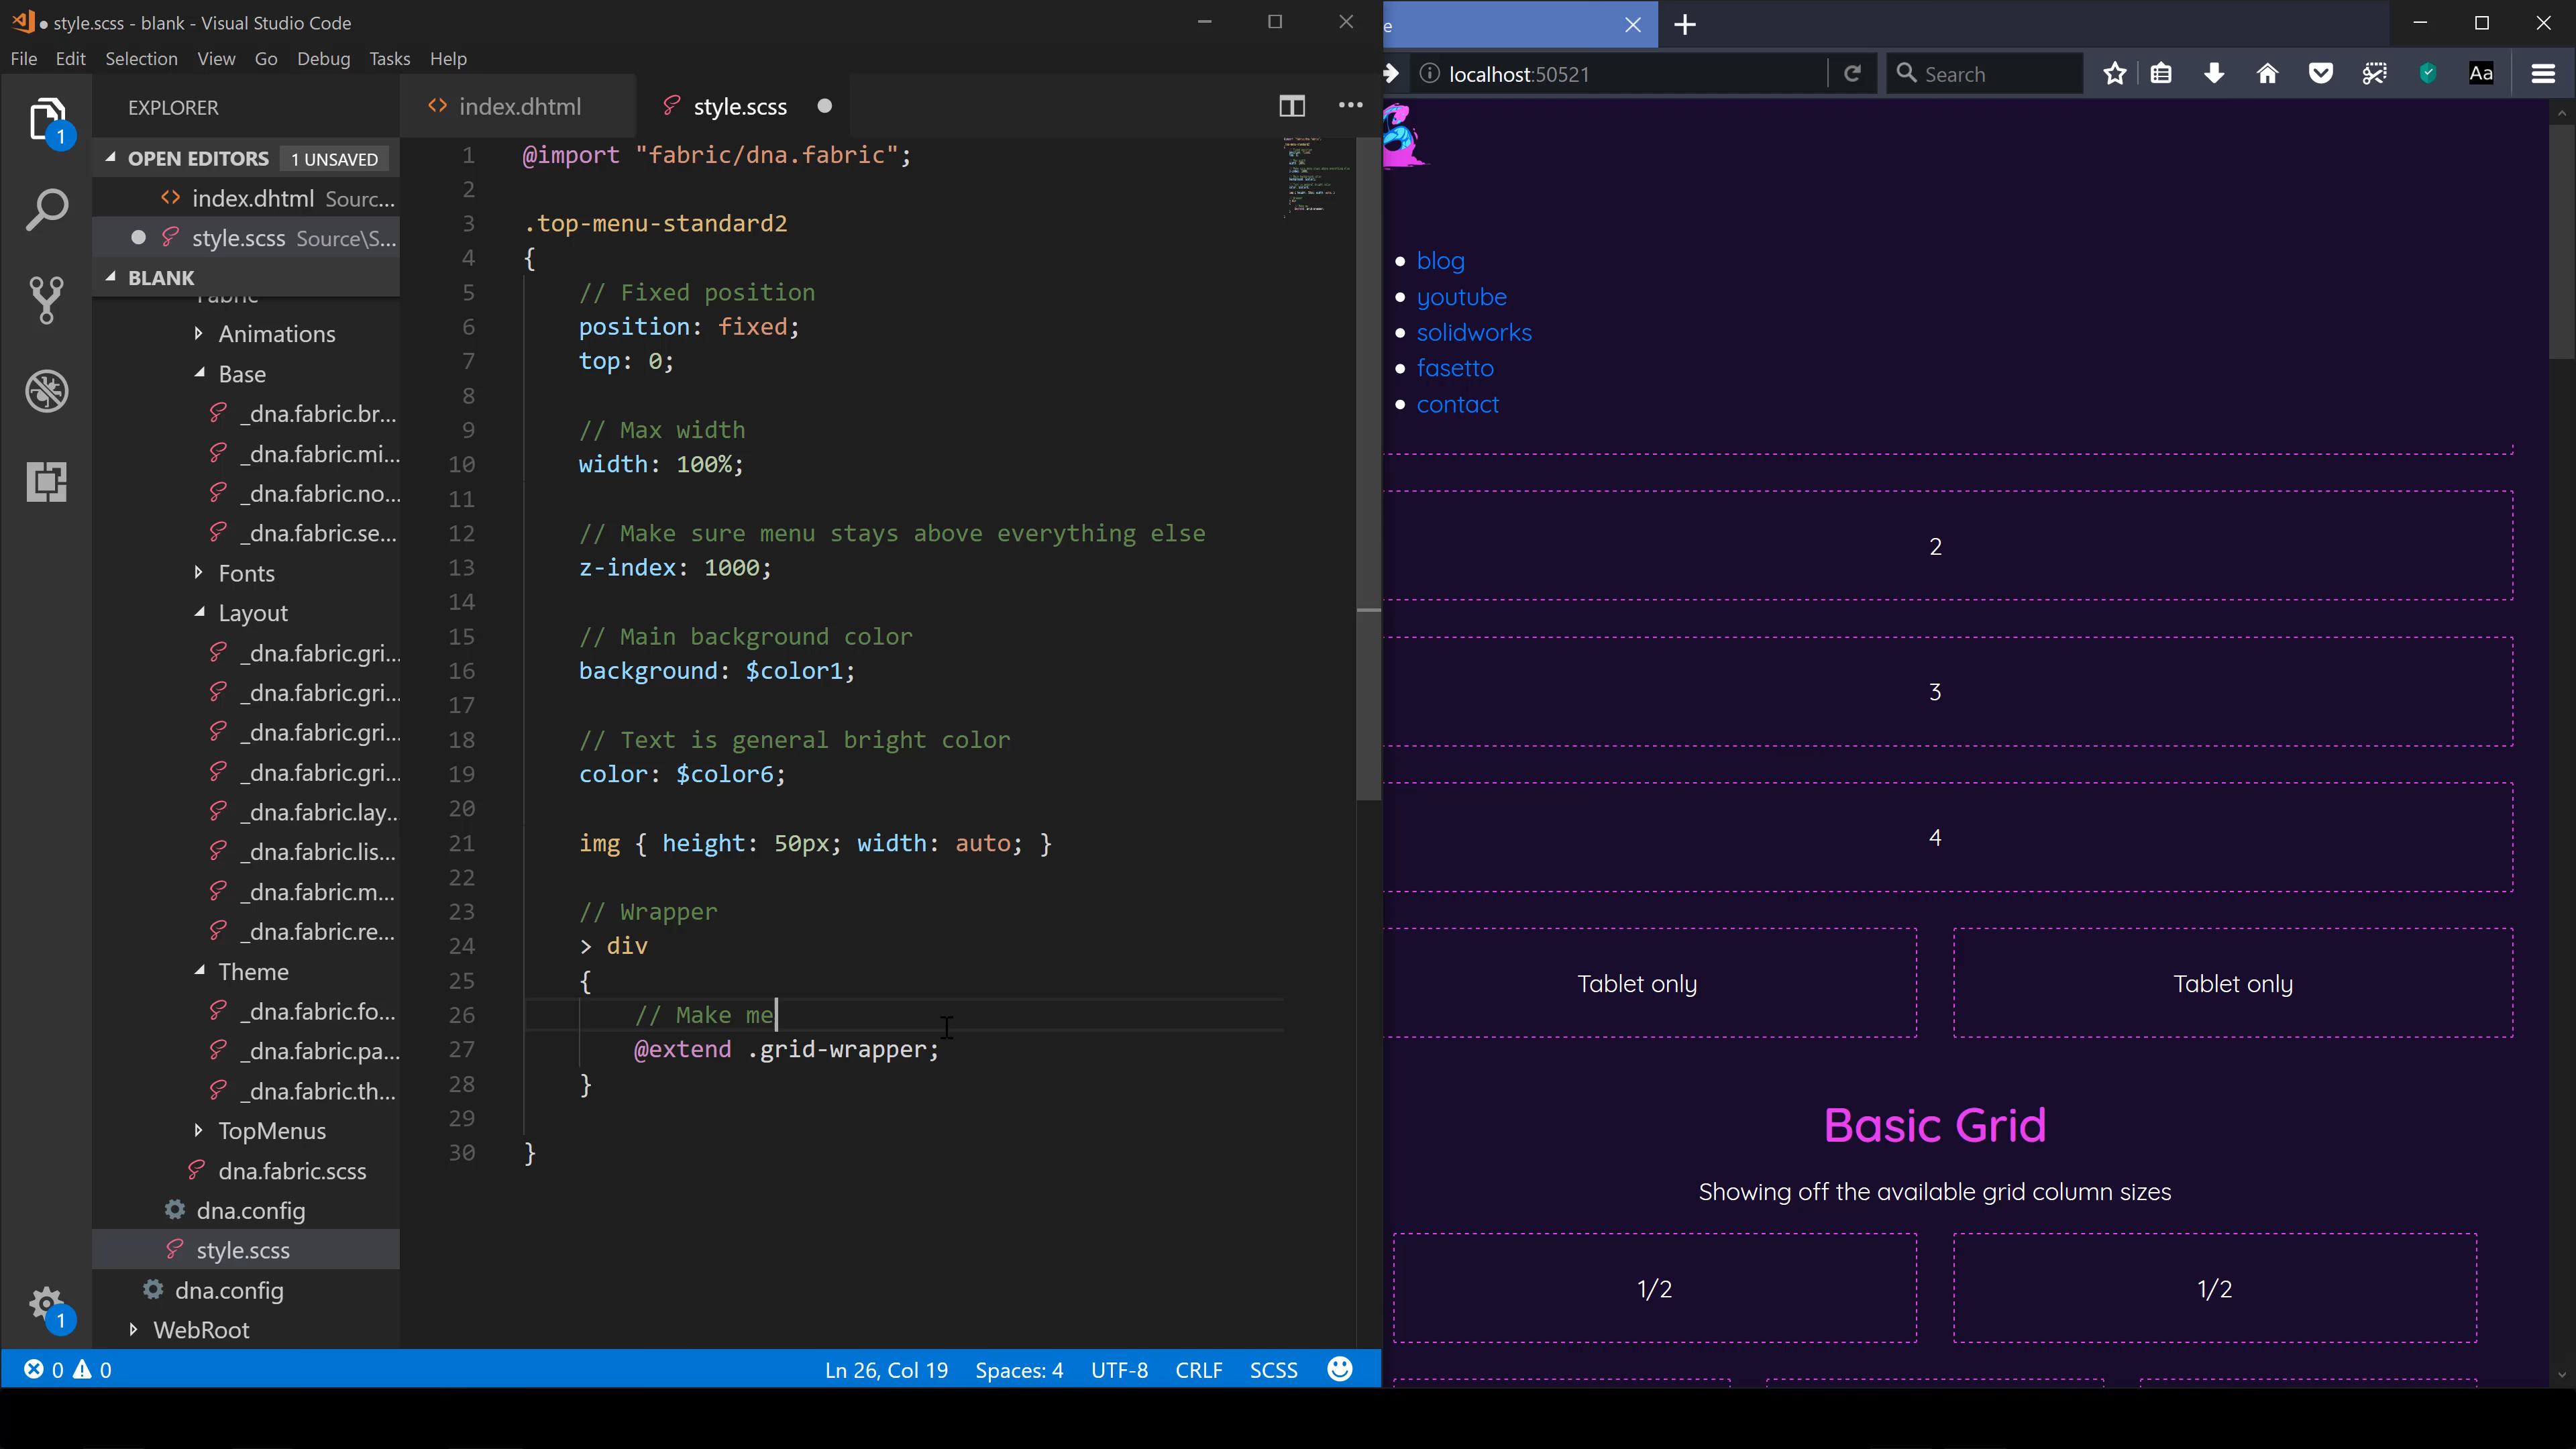 style.scss - blank - Visual Studio Code
File Edit Selection View Go Debug Tasks Help
EXPLORER
OPEN EDITORS 1 UNSAVED
index.dhtml Sourc...
style.scss Source\S...
BLANK
Animations
Base
_dna.fabric.br...
_dna.fabric.mi...
_dna.fabric.no...
_dna.fabric.se...
Fonts
Layout
_dna.fabric.gri...
_dna.fabric.gri...
_dna.fabric.gri...
_dna.fabric.gri...
_dna.fabric.lay...
_dna.fabric.lis...
_dna.fabric.m...
_dna.fabric.re...
Theme
_dna.fabric.fo...
_dna.fabric.pa...
_dna.fabric.th...
TopMenus
dna.fabric.scss
dna.config
style.scss
dna.config
WebRoot
1
1
index.dhtml style.scss
1 @import "fabric/dna.fabric";
2
3 .top-menu-standard2
4 {
5 // Fixed position
6 position: fixed;
7 top: 0;
8
9 // Max width
10 width: 100%;
11
12 // Make sure menu stays above everything else
13 z-index: 1000;
14
15 // Main background color
16 background: $color1;
17
18 // Text is general bright color
19 color: $color6;
20
21 img { height: 50px; width: auto; }
22
23 // Wrapper
24 > div
25 {
26 // Make me
27 @extend .grid-wrapper;
28 }
29
30 }
0 0 Ln 26, Col 19 Spaces: 4 UTF-8 CRLF SCSS
e
localhost:50521 Search Aa
blog
youtube
solidworks
fasetto
contact
2
3
4
Tablet only Tablet only
Basic Grid
Showing off the available grid column sizes
1/2 1/2